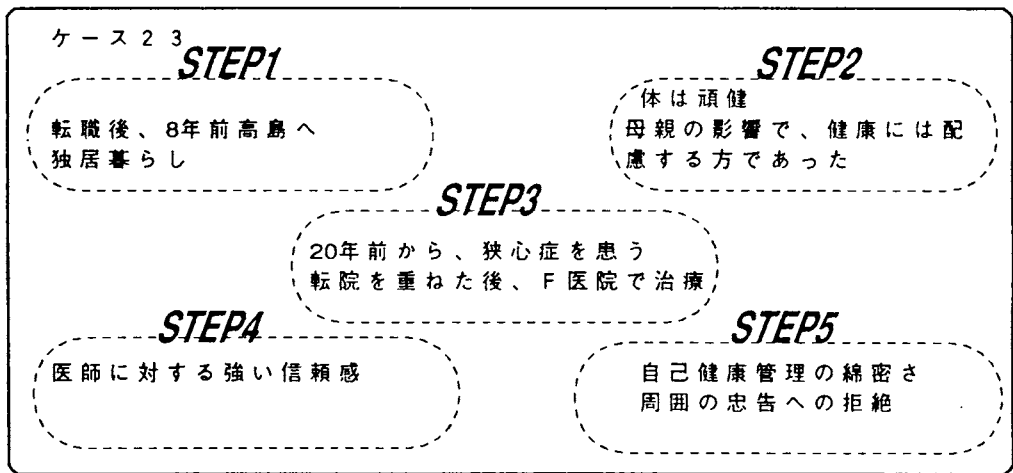 ケース23
STEP1
転職後、8年前高島へ
独居暮らし
STEP2
体は頑健
母親の影響で、健康には配
慮する方であった
STEP3
20年前から、狭心症を患う
転院を重ねた後、F医院で治療
STEP4
医師に対する強い信頼感
STEP5
自己健康管理の綿密さ
周囲の忠告への拒絶